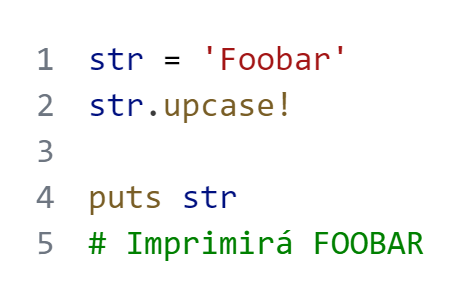 1 str = 'Foobar'
2 str.upcase!
3
4 puts str
5 # Imprimirá FOOBAR